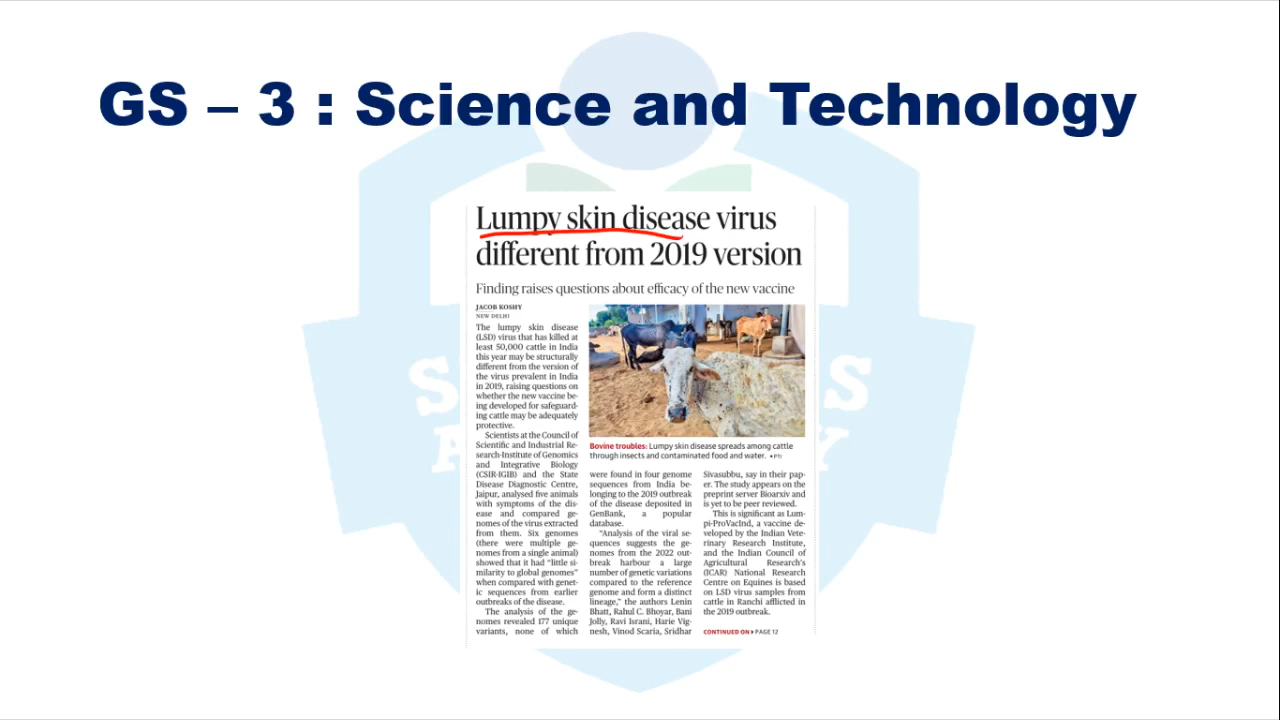 GS – 3 : Science and Technology
Lumpy skin disease virus
different from 2019 version
Finding raises questions about efficacy of the new vaccine
JACOB KOSHY
NEW DELHI
The lumpy skin disease
(LSD) virus that has killed at
least 50,000 cattle in India
this year may be structurally
different from the version of
the virus prevalent in India
in 2019, raising questions on
whether the new vaccine be-
ing developed for safeguard-
ing cattle may be adequately
protective.
Scientists at the Council of
Scientific and Industrial Re-
search-Institute of Genomics
and Integrative Biology
(CSIR-IGIB) and the State
Disease Diagnostic Centre,
Jaipur, analysed five animals
with symptoms of the dis-
ease and compared ge-
nomes of the virus extracted
from them. Six genomes
(there were multiple ge-
nomes from a single animal)
showed that it had “little si-
milarity to global genomes”
when compared with genet-
ic sequences from earlier
outbreaks of the disease.
The analysis of the ge-
nomes revealed 177 unique
variants, none of which
Bovine troubles: Lumpy skin disease spreads among cattle
through insects and contaminated food and water. • PTI
were found in four genome
sequences from India be-
longing to the 2019 outbreak
of the disease deposited in
GenBank, a popular
database.
“Analysis of the viral se-
quences suggests the ge-
nomes from the 2022 out-
break harbour a large
number of genetic variations
compared to the reference
genome and form a distinct
lineage,” the authors Lenin
Bhatt, Rahul C. Bhoyar, Bani
Jolly, Ravi Israni, Harie Vig-
nesh, Vinod Scaria, Sridhar
Sivasubbu, say in their pap-
er. The study appears on the
preprint server Bioarxiv and
is yet to be peer reviewed.
This is significant as Lum-
pi-ProVacInd, a vaccine de-
veloped by the Indian Vete-
rinary Research Institute,
and the Indian Council of
Agricultural Research’s
(ICAR) National Research
Centre on Equines is based
on LSD virus samples from
cattle in Ranchi afflicted in
the 2019 outbreak.
CONTINUED ON ▸ PAGE 12